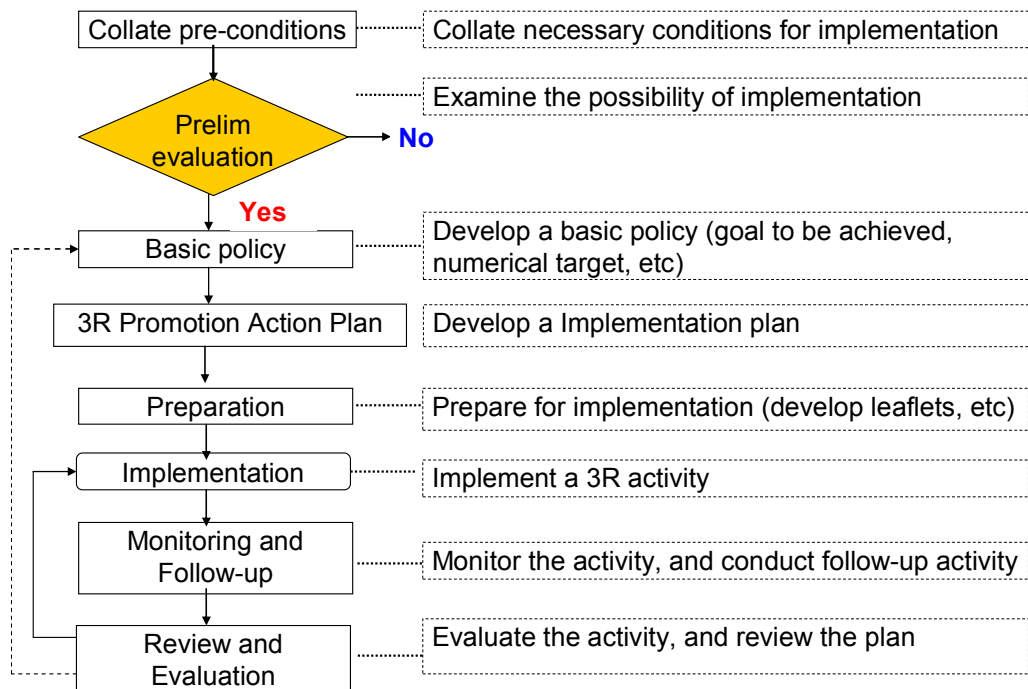 Collate pre-conditions
Collate necessary conditions for implementation
Examine the possibility of implementation
Prelim
evaluation
No
Yes
Basic policy
Develop a basic policy (goal to be achieved,
numerical target, etc)
3R Promotion Action Plan
Develop a Implementation plan
Preparation
Prepare for implementation (develop leaflets, etc)
Implementation
Implement a 3R activity
Monitoring and
Follow-up
Monitor the activity, and conduct follow-up activity
Review and
Evaluation
Evaluate the activity, and review the plan